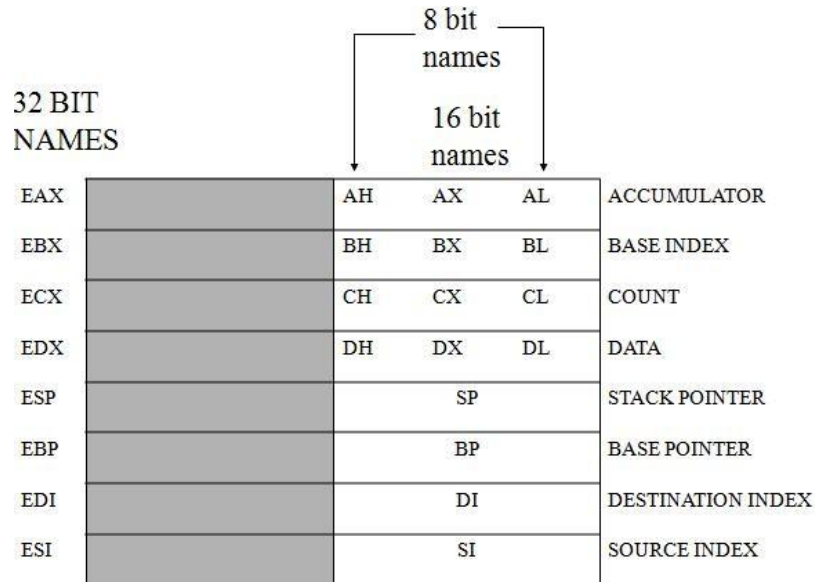 8 bit
names
32 BIT
NAMES
16 bit
names
EAX AH AX AL ACCUMULATOR
EBX BH BX BL BASE INDEX
ECX CH CX CL COUNT
EDX DH DX DL DATA
ESP SP STACK POINTER
EBP BP BASE POINTER
EDI DI DESTINATION INDEX
ESI SI SOURCE INDEX